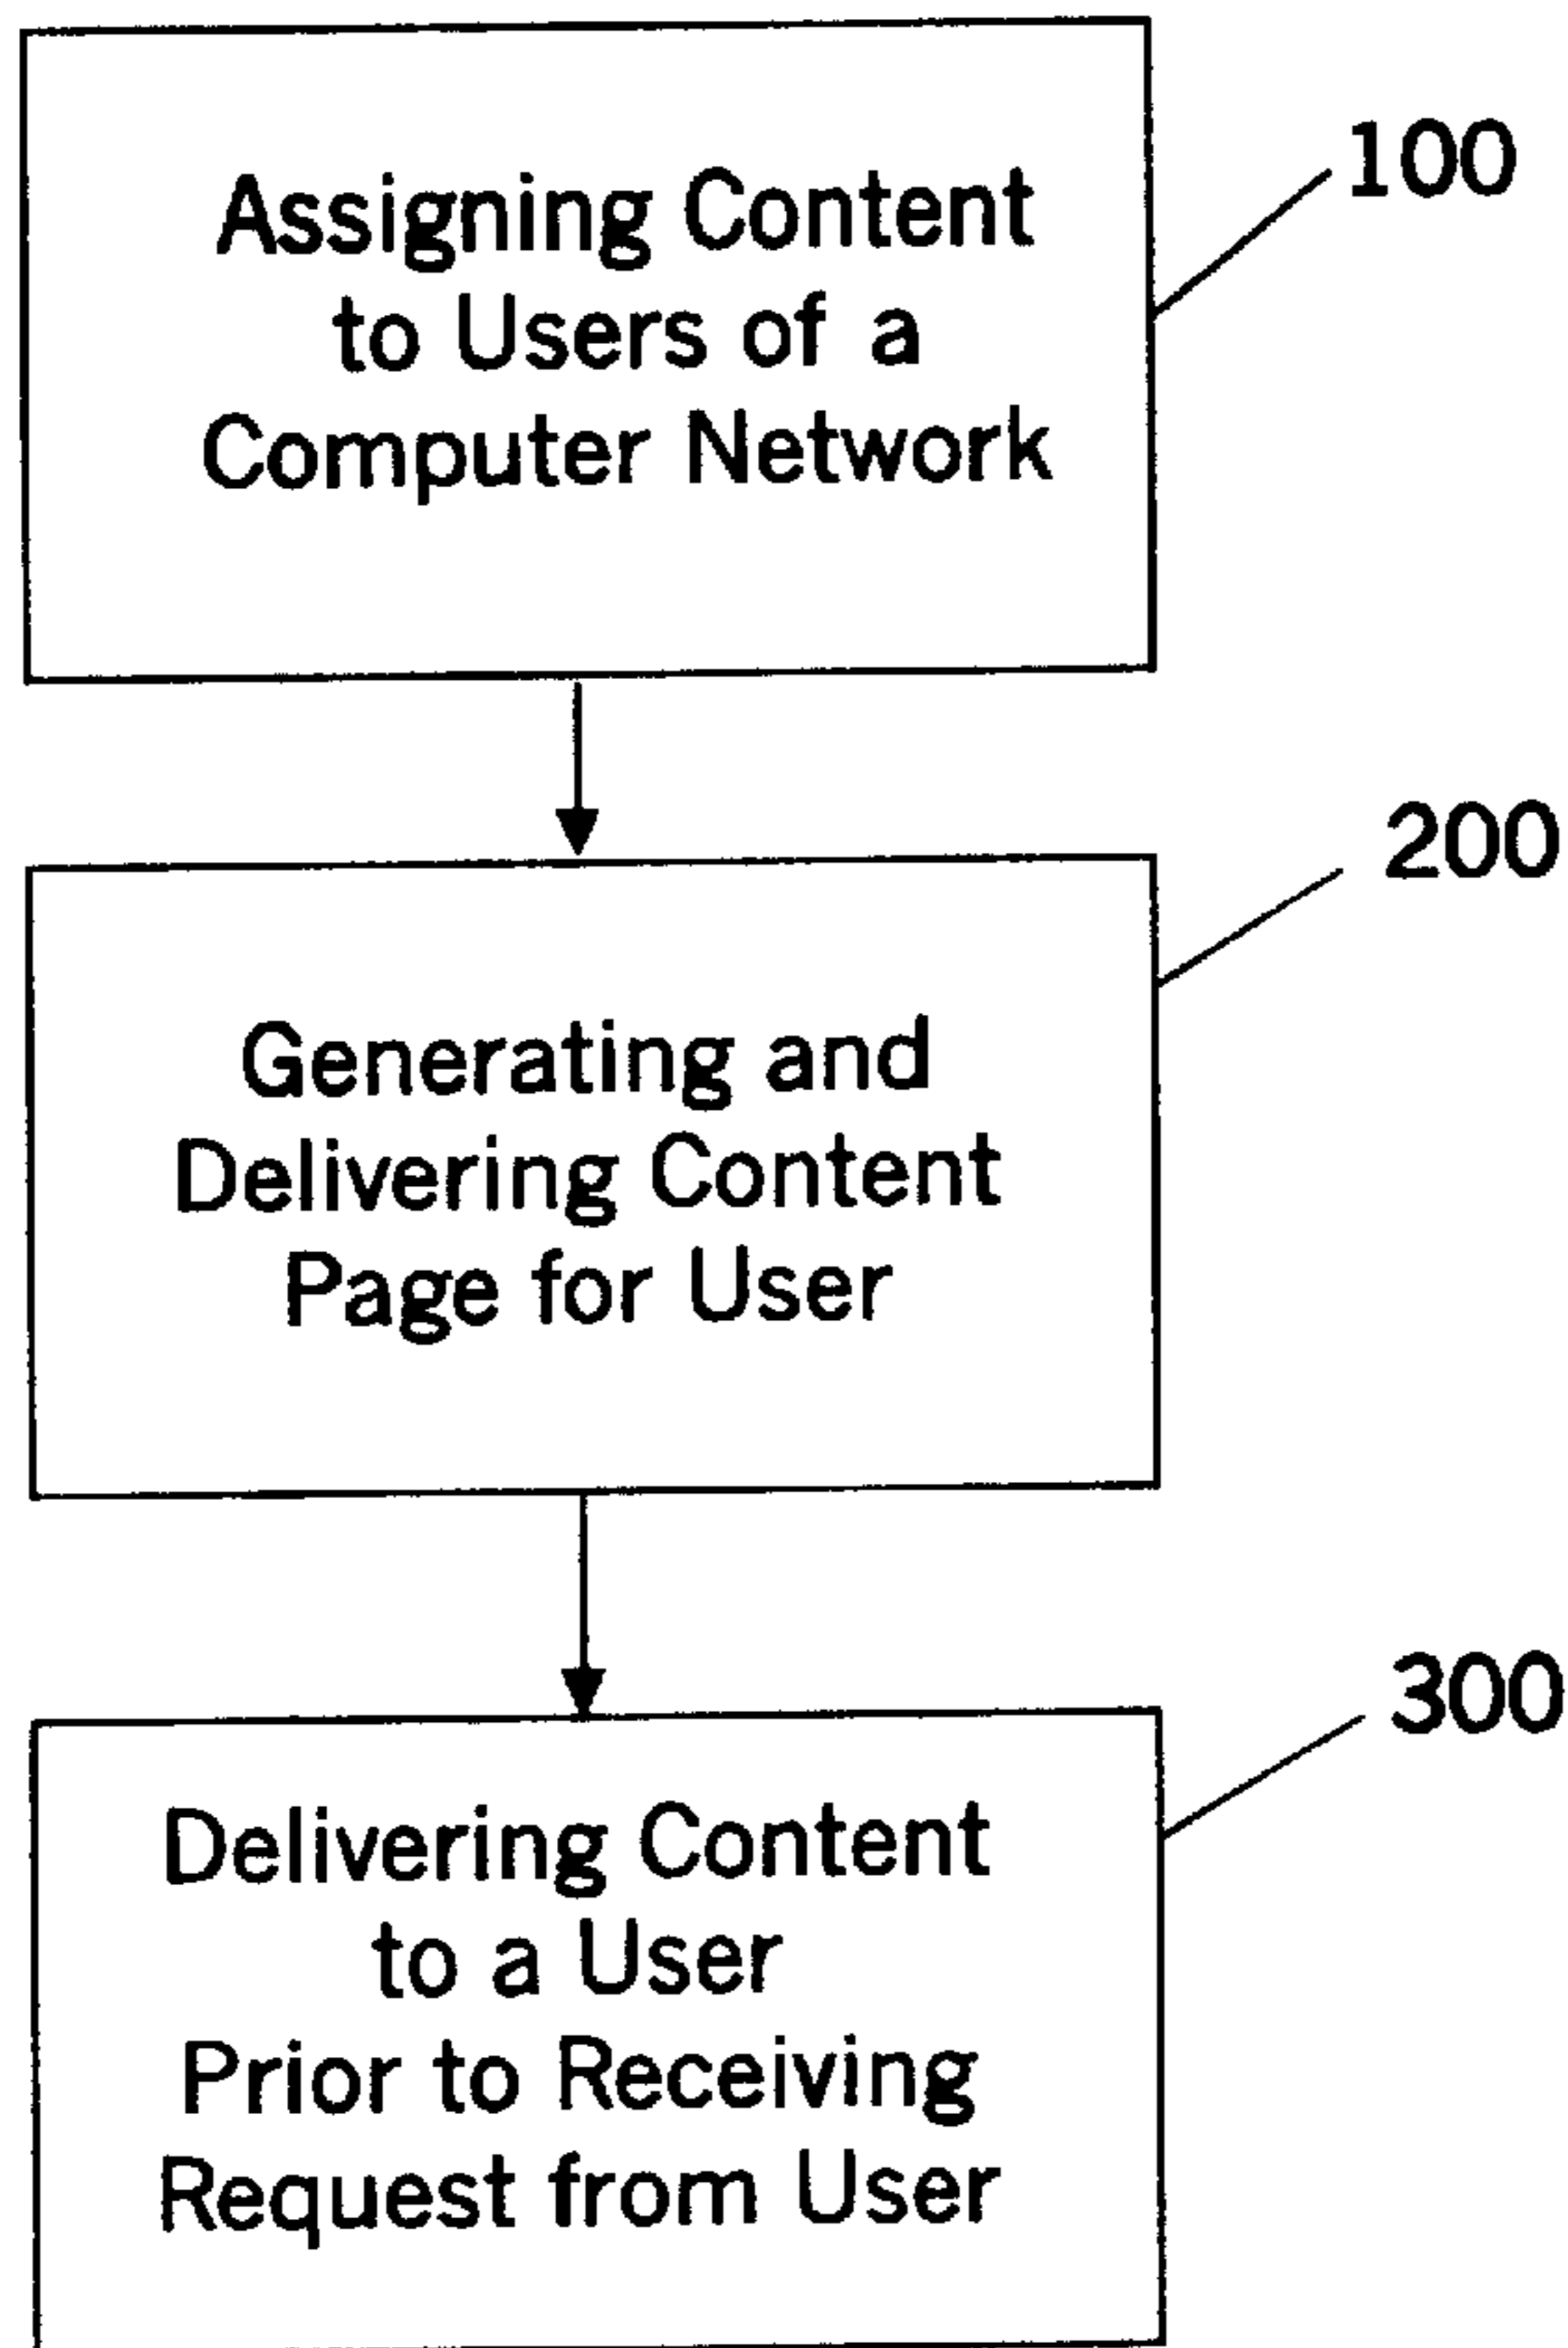 Assigning Content
to Users of a
Computer Network
100
Generating and
Delivering Content
Page for User
200
Delivering Content
to a User
Prior to Receiving
Request from User
300